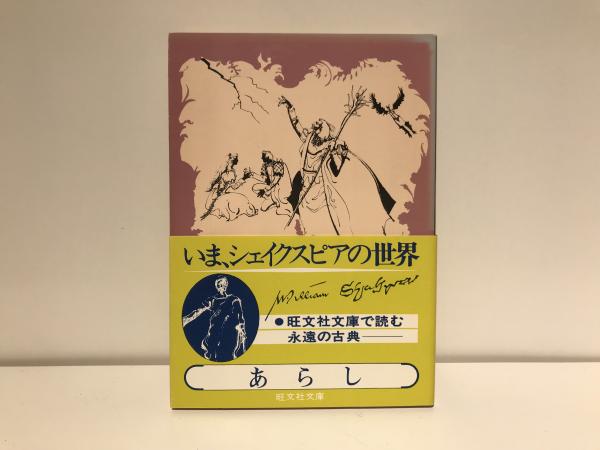 いま、シェイクスピアの世界
William Shakspeare
●旺文社文庫で読む
永遠の古典――
あらし
旺文社文庫